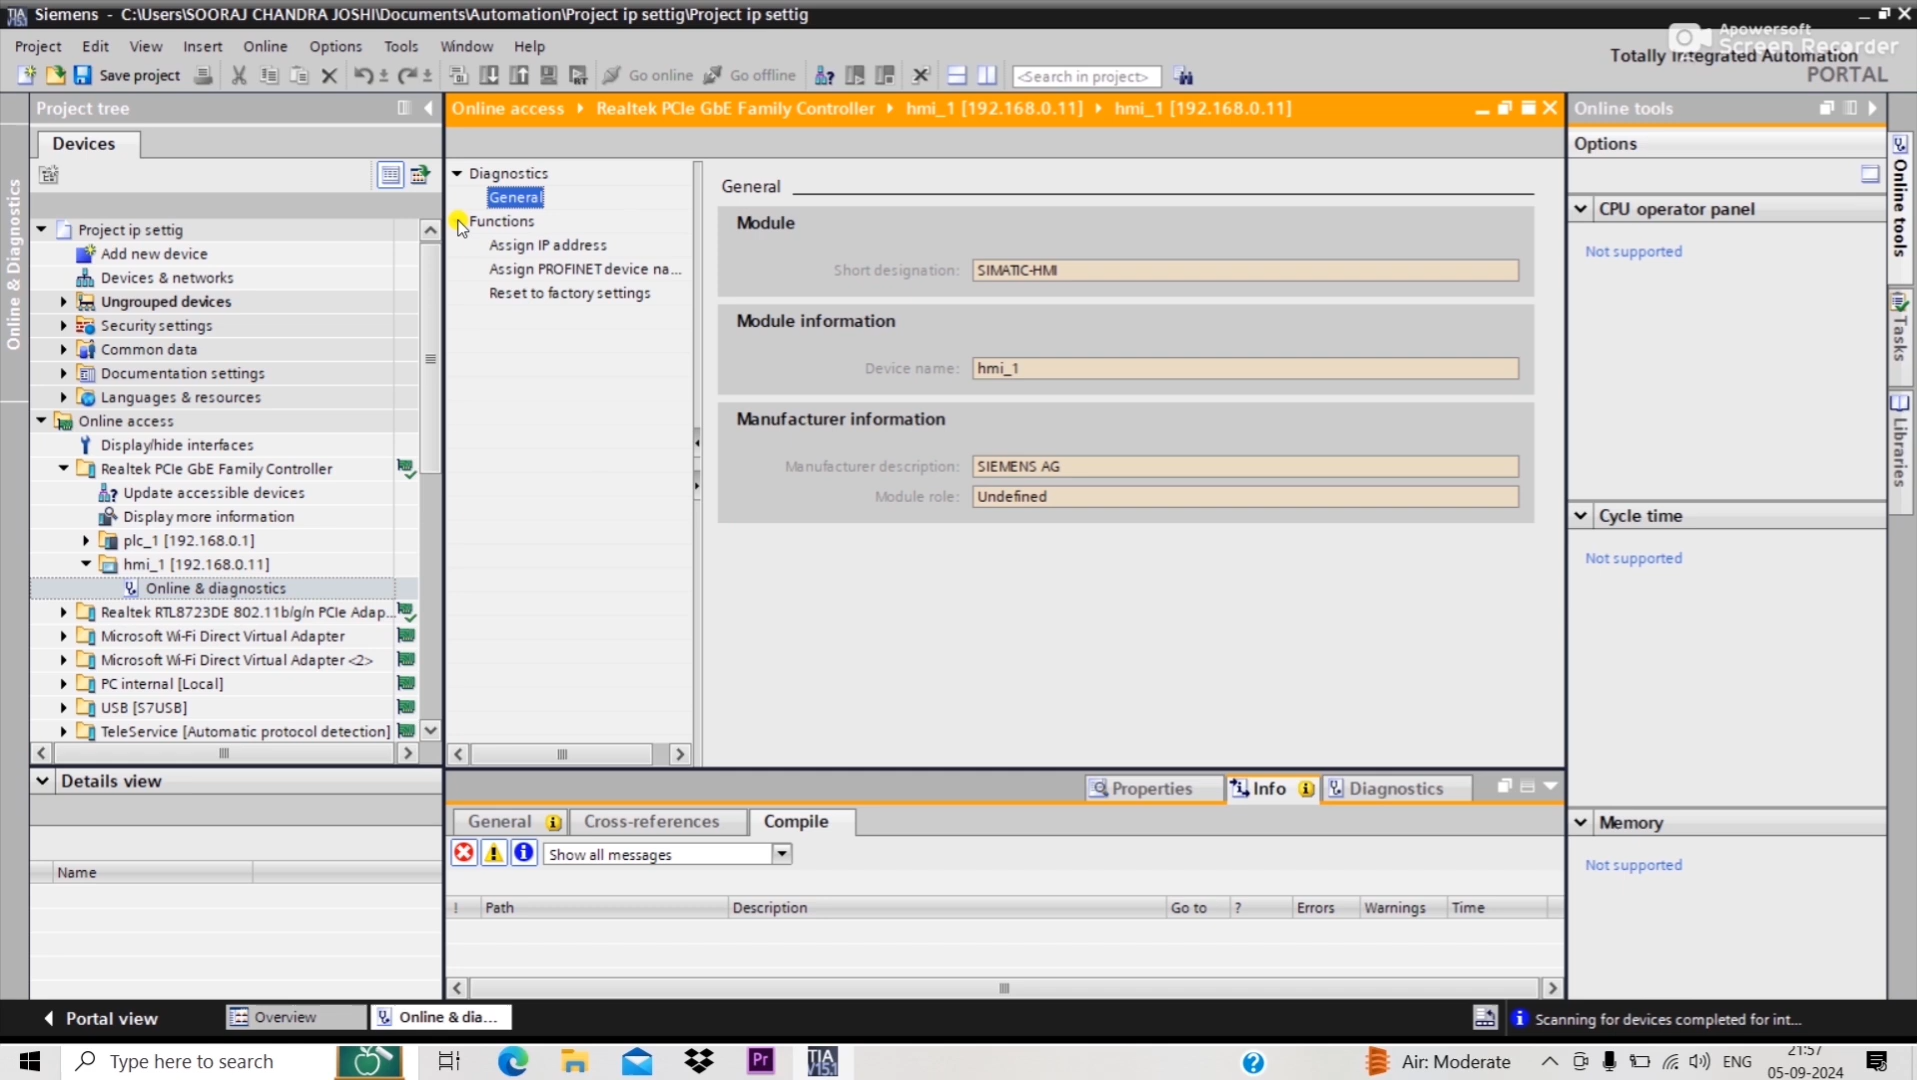 Siemens - C:\Users\SOORAJ CHANDRA JOSHI\Documents\Automation\Project ip settig\Project ip settig
Apowersoft
Screen Recorder
Project Edit View Insert Online Options Tools Window Help
Totally Integrated Automation
PORTAL
Save project Go online Go offline <Search in project>
Project tree
Online access Realtek PCIe GbE Family Controller hmi_1 [192.168.0.11] hmi_1 [192.168.0.11]
Online tools
Devices
Options
Online & Diagnostics
Project ip settig
Add new device
Devices & networks
Ungrouped devices
Security settings
Common data
Documentation settings
Languages & resources
Online access
Display/hide interfaces
Realtek PCIe GbE Family Controller
Update accessible devices
Display more information
plc_1 [192.168.0.1]
hmi_1 [192.168.0.11]
Online & diagnostics
Realtek RTL8723DE 802.11b/g/n PCIe Adap...
Microsoft Wi-Fi Direct Virtual Adapter
Microsoft Wi-Fi Direct Virtual Adapter <2>
PC internal [Local]
USB [S7USB]
TeleService [Automatic protocol detection]
Details view
Name
Diagnostics
General
Functions
Assign IP address
Assign PROFINET device na...
Reset to factory settings
General
Module
Short designation: SIMATIC-HMI
Module information
Device name: hmi_1
Manufacturer information
Manufacturer description: SIEMENS AG
Module role: Undefined
CPU operator panel
Not supported
Cycle time
Not supported
Memory
Not supported
Online tools
Tasks
Libraries
Properties Info Diagnostics
General Cross-references Compile
Show all messages
! Path Description Go to ? Errors Warnings Time
Portal view Overview Online & dia...
Scanning for devices completed for int...
Type here to search
Pr
TIA
V15.1
Air: Moderate
ENG
21:57
05-09-2024